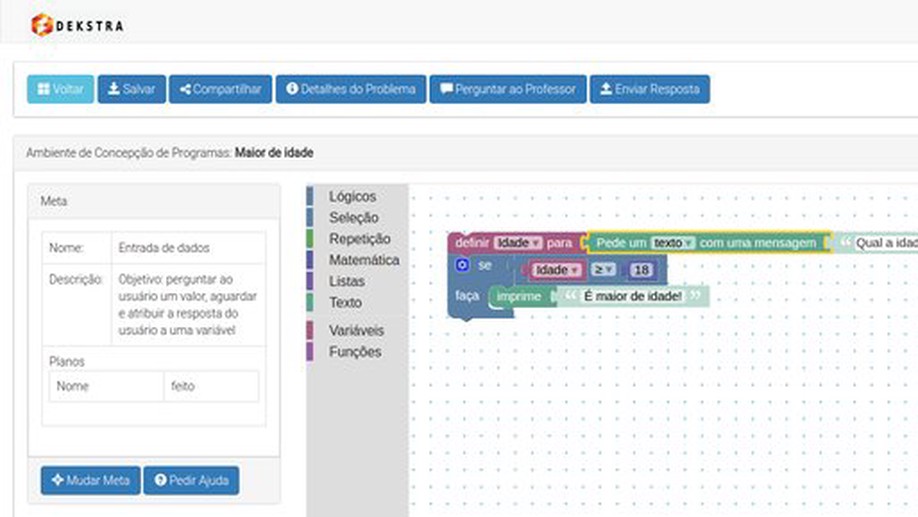 DEKSTRA
Voltar Salvar Compartilhar Detalhes do Problema Perguntar ao Professor Enviar Resposta
Ambiente de Concepção de Programas: Maior de idade
Meta
Nome: Entrada de dados
Descrição: Objetivo: perguntar ao
usuário um valor, aguardar
e atribuir a resposta do
usuário a uma variável
Planos
Nome feito
Mudar Meta Pedir Ajuda
Lógicos
Seleção
Repetição
Matemática
Listas
Texto
Variáveis
Funções
definir Idade para Pede um texto com uma mensagem “ Qual a idad
se Idade ≥ 18
faça imprime “ É maior de idade! ”